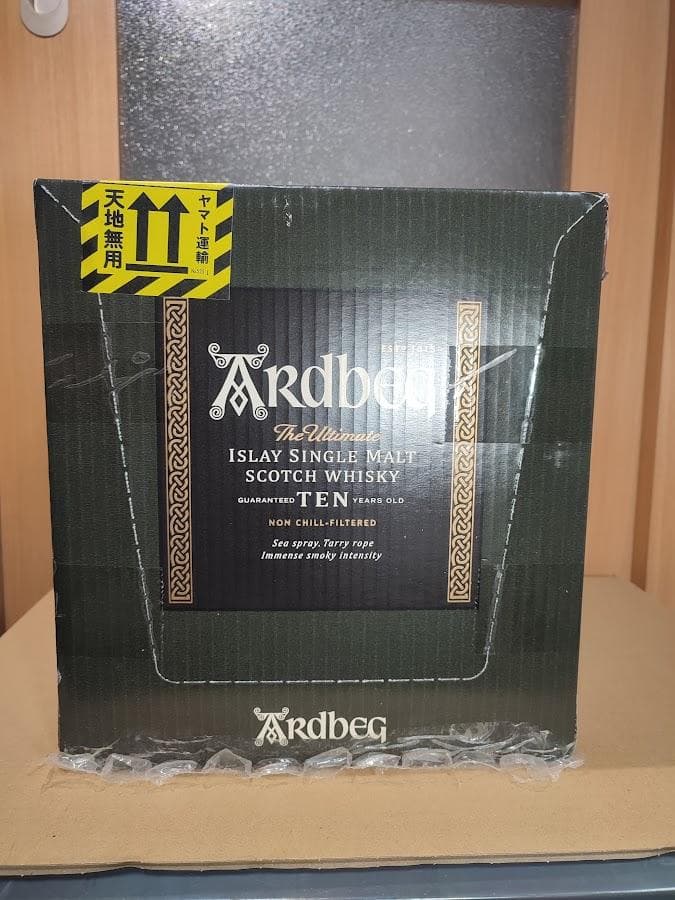 天地無用
ヤマト運輸
ESTD 1815
ARdbeG
The Ultimate
ISLAY SINGLE MALT
SCOTCH WHISKY
GUARANTEED TEN YEARS OLD
NON CHILL-FILTERED
Sea spray. Tarry rope
Immense smoky intensity
ARdbeG